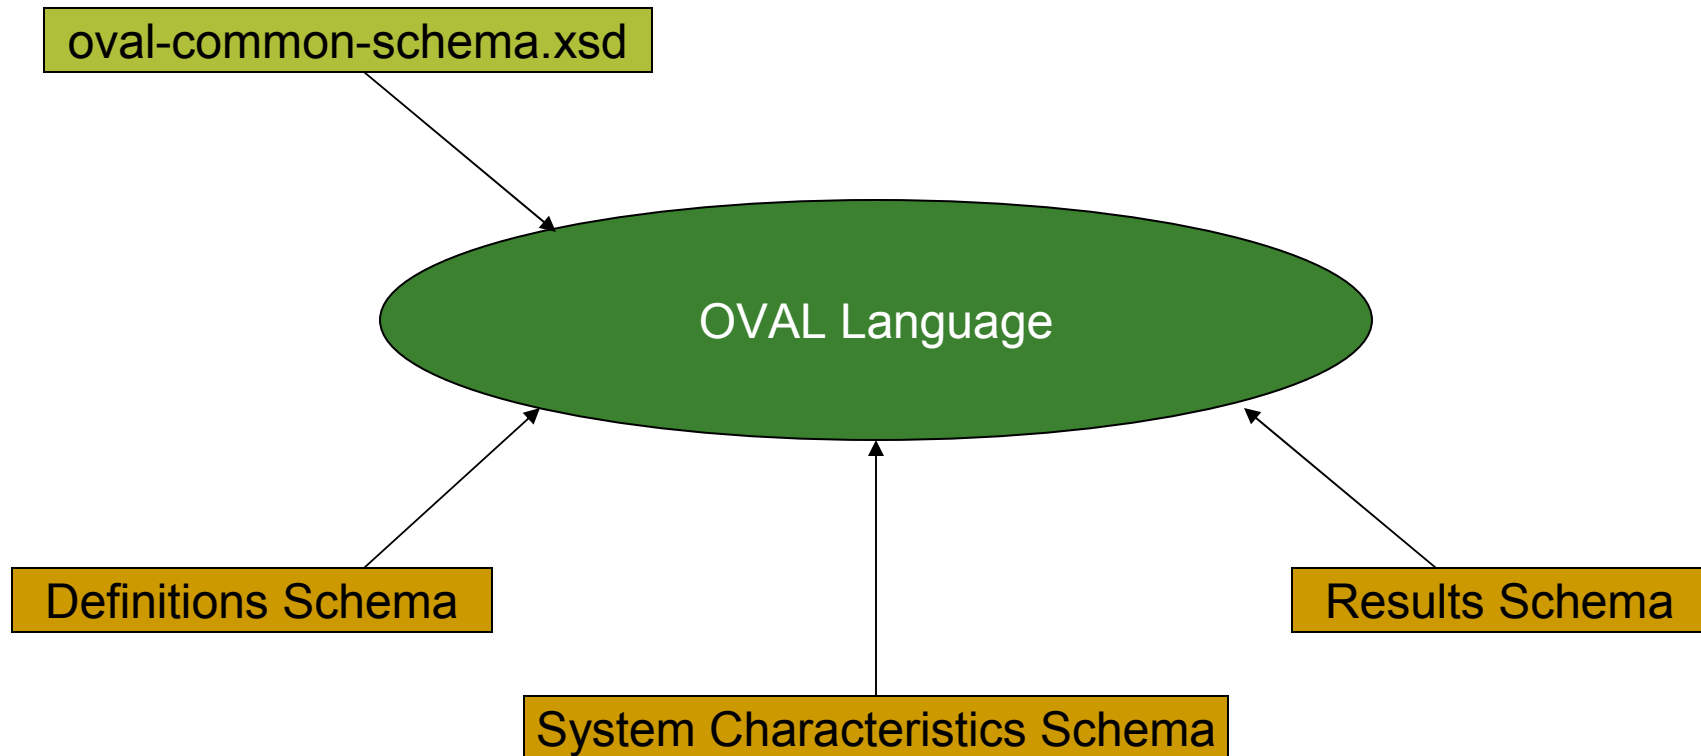 oval-common-schema.xsd
OVAL Language
Definitions Schema
Results Schema
System Characteristics Schema